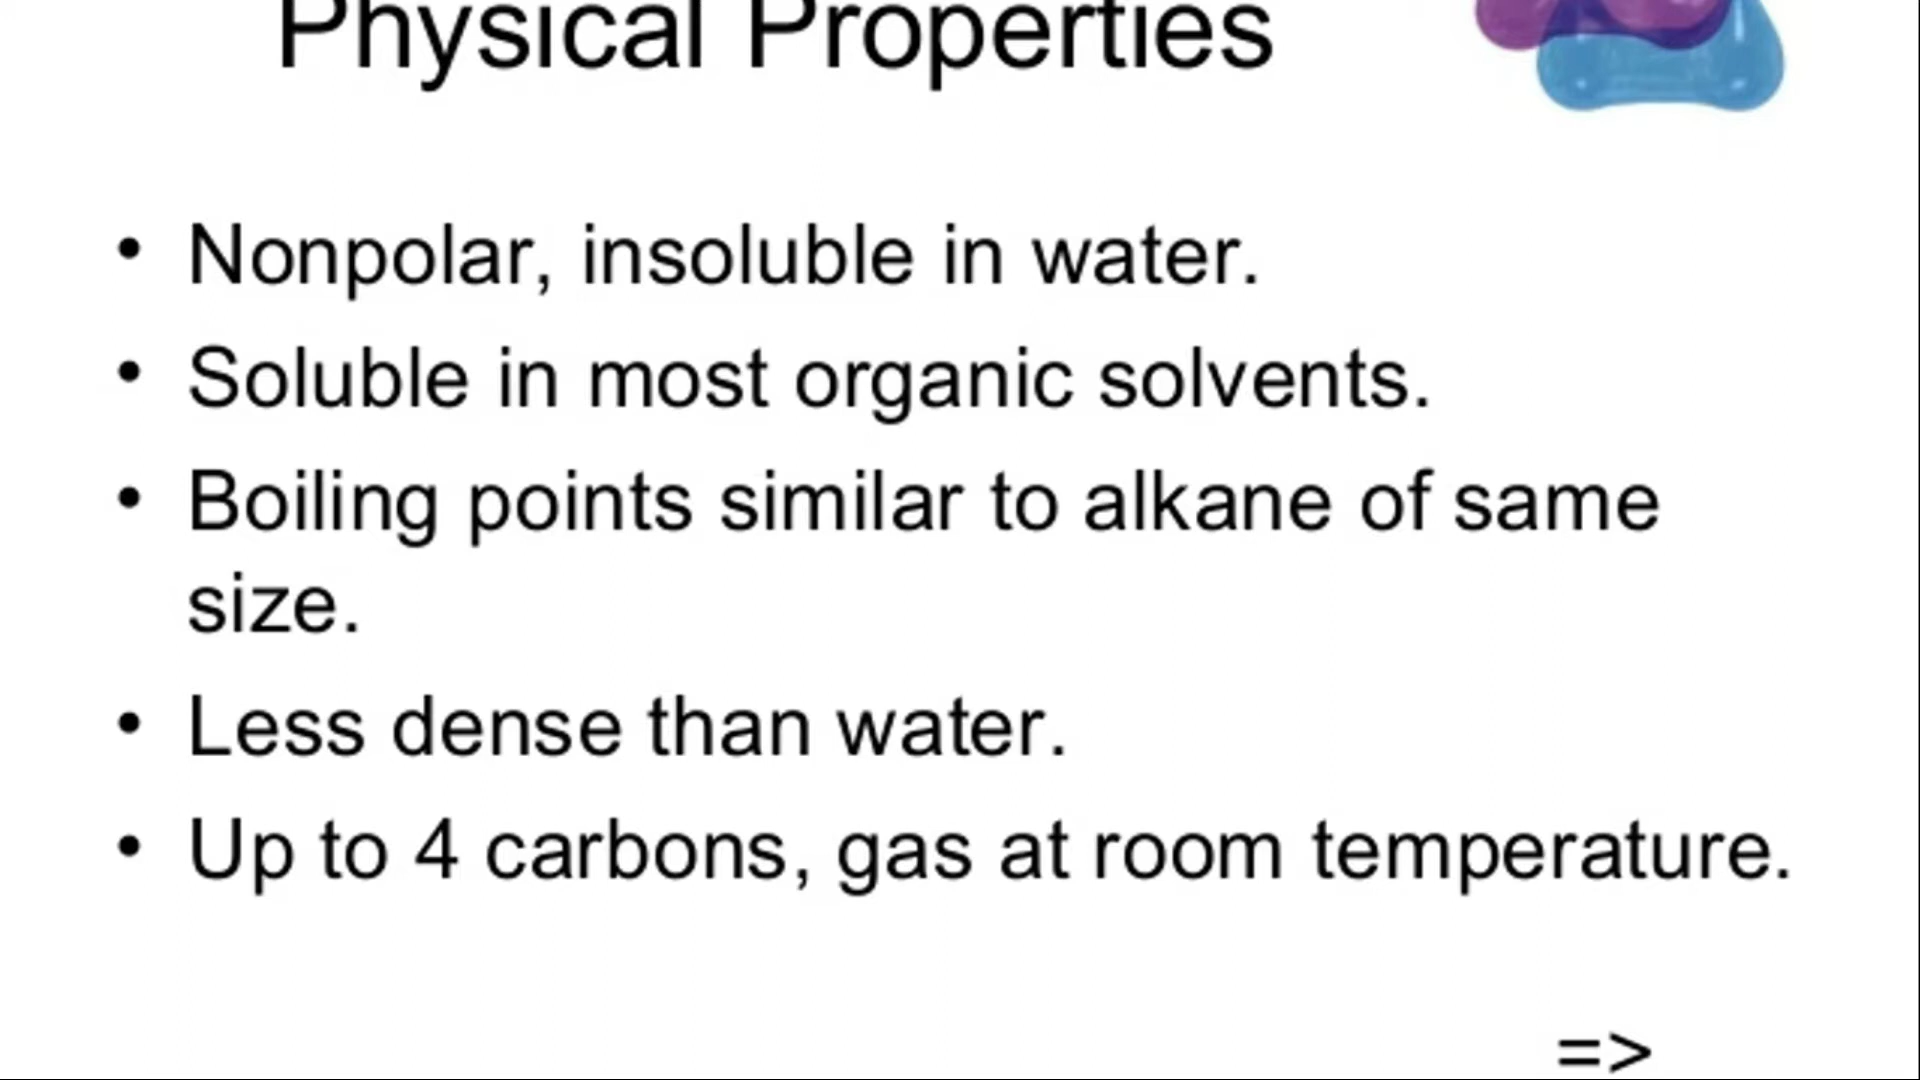 Physical Properties
• Nonpolar, insoluble in water.
• Soluble in most organic solvents.
• Boiling points similar to alkane of same
size.
• Less dense than water.
• Up to 4 carbons, gas at room temperature.
=>